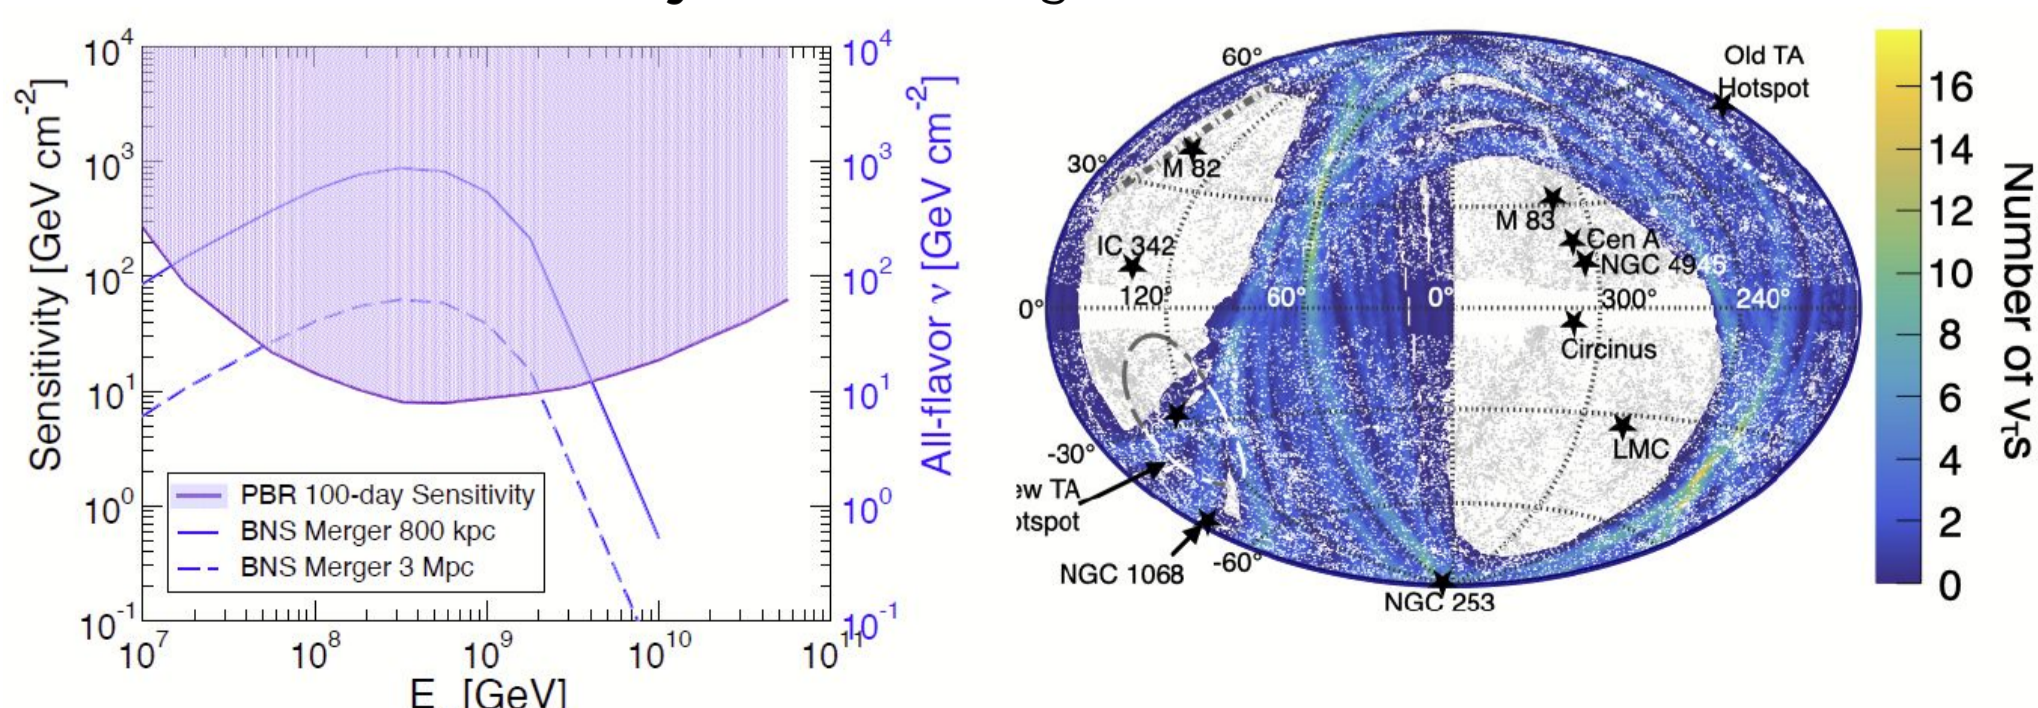 10^4
10^3
10^2
10^1
10^0
10^-1
Sensitivity [GeV cm^-2]
10^4
10^3
10^2
10^1
10^0
10^-1
All-flavor ν [GeV cm^-2]
PBR 100-day Sensitivity
BNS Merger 800 kpc
BNS Merger 3 Mpc
10^7
10^8
10^9
10^10
10^11
E [GeV]
Old TA
Hotspot
60°
30°
M 82
M 83
IC 342
Cen A
NGC 4945
0°
120°
60°
0°
300°
240°
Circinus
-30°
LMC
ew TA
otspot
NGC 1068
-60°
NGC 253
16
14
12
10
8
6
4
2
0
Number of ντs